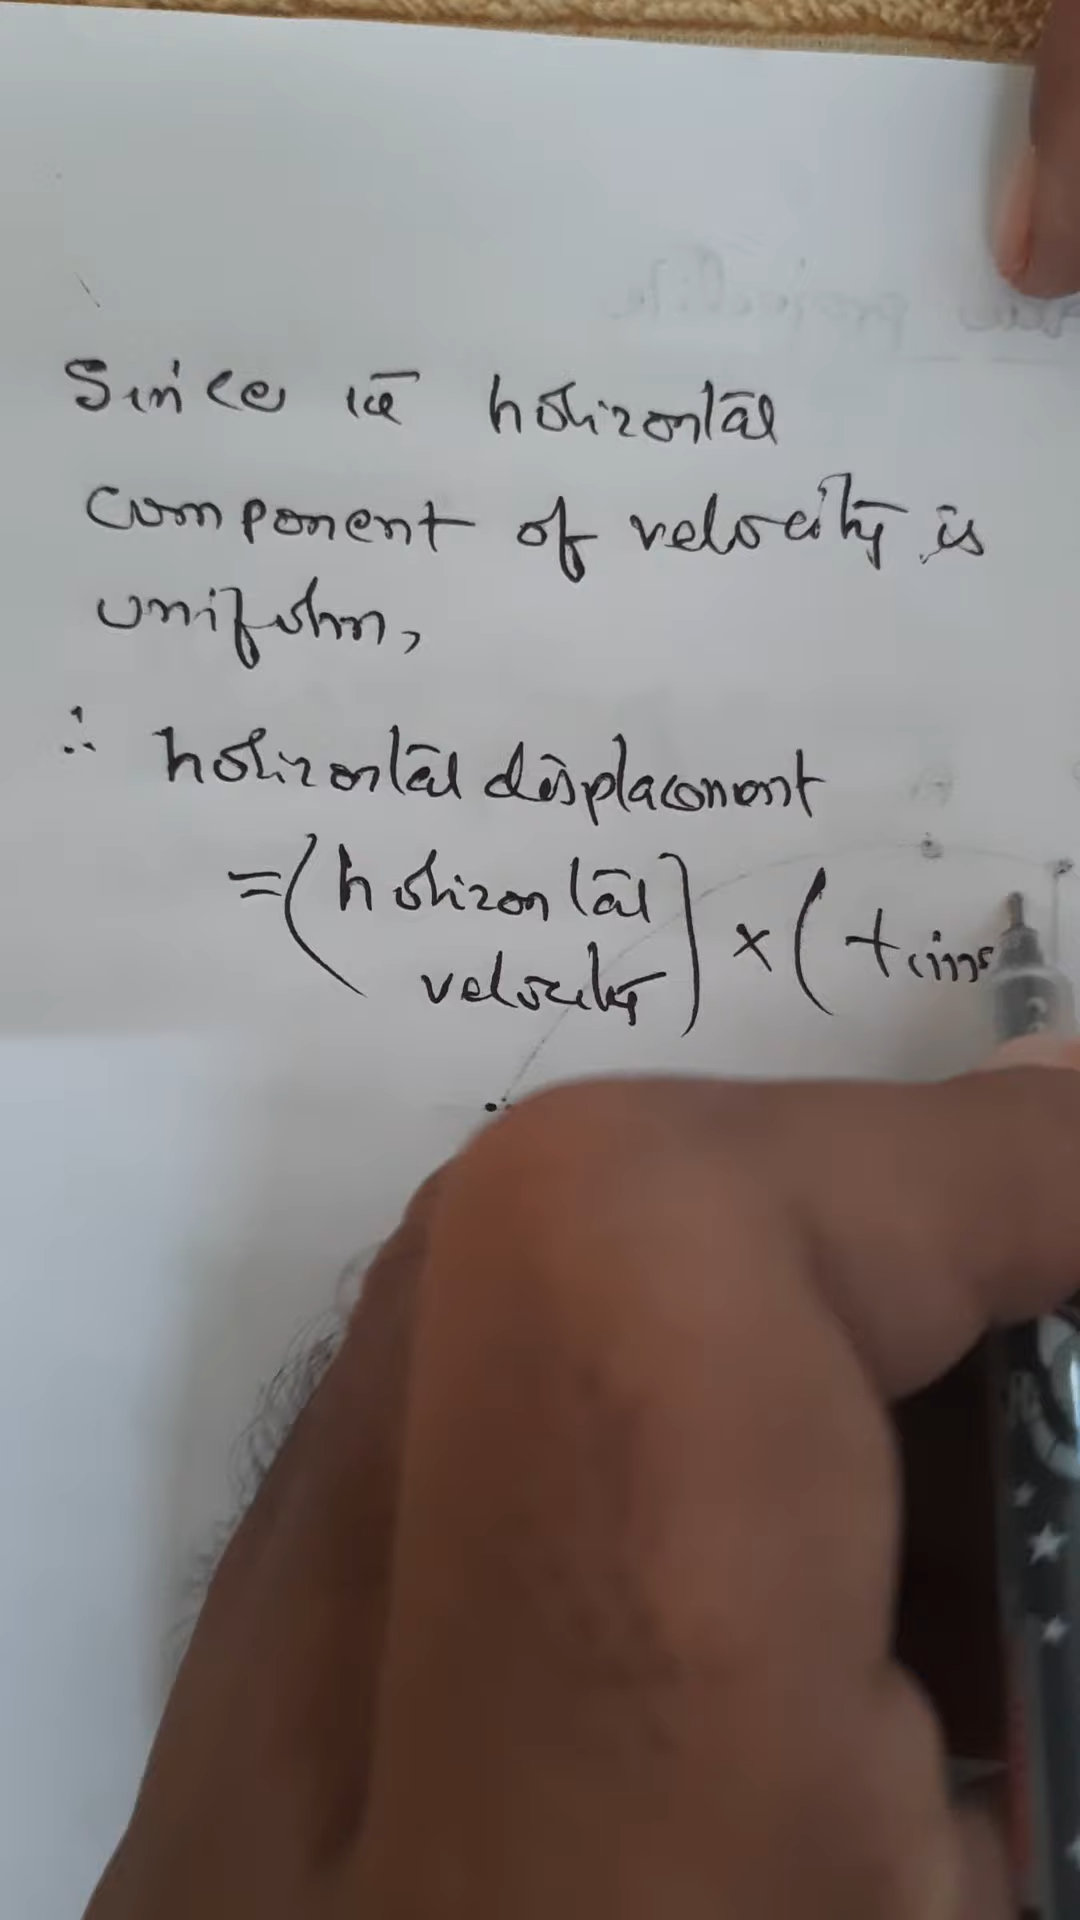 Since the horizontal
component of velocity is
uniform,
∴ horizontal displacement
= (horizontal velocity) × (time